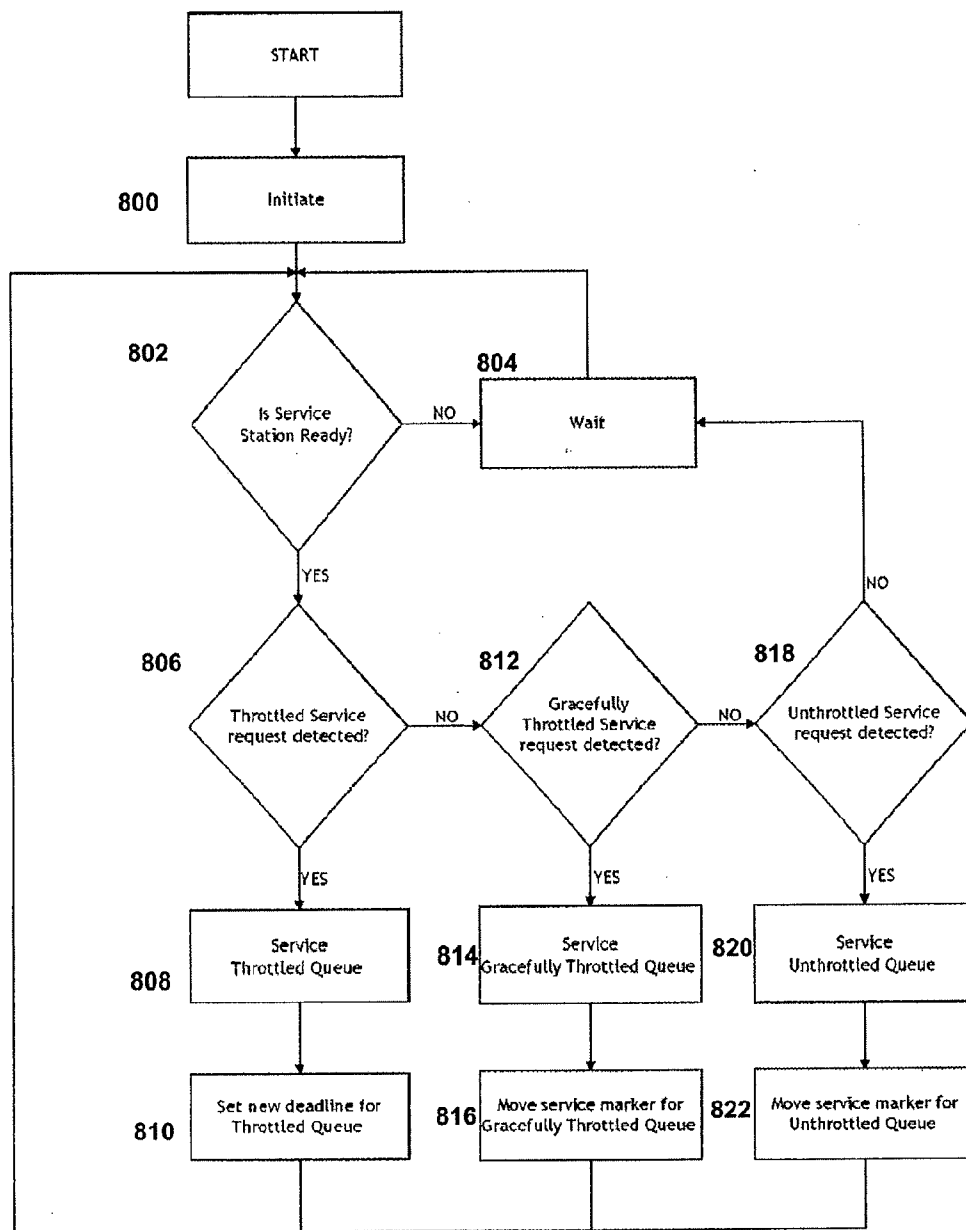 START
800
Initiate
802
Is Service
Station Ready?
NO
804
Wait
YES
NO
806
Throttled Service
request detected?
NO
812
Gracefully
Throttled Service
request detected?
NO
818
Unthrottled Service
request detected?
YES
YES
YES
808
Service
Throttled Queue
814
Service
Gracefully Throttled Queue
820
Service
Unthrottled Queue
810
Set new deadline for
Throttled Queue
816
Move service marker for
Gracefully Throttled Queue
822
Move service marker for
Unthrottled Queue